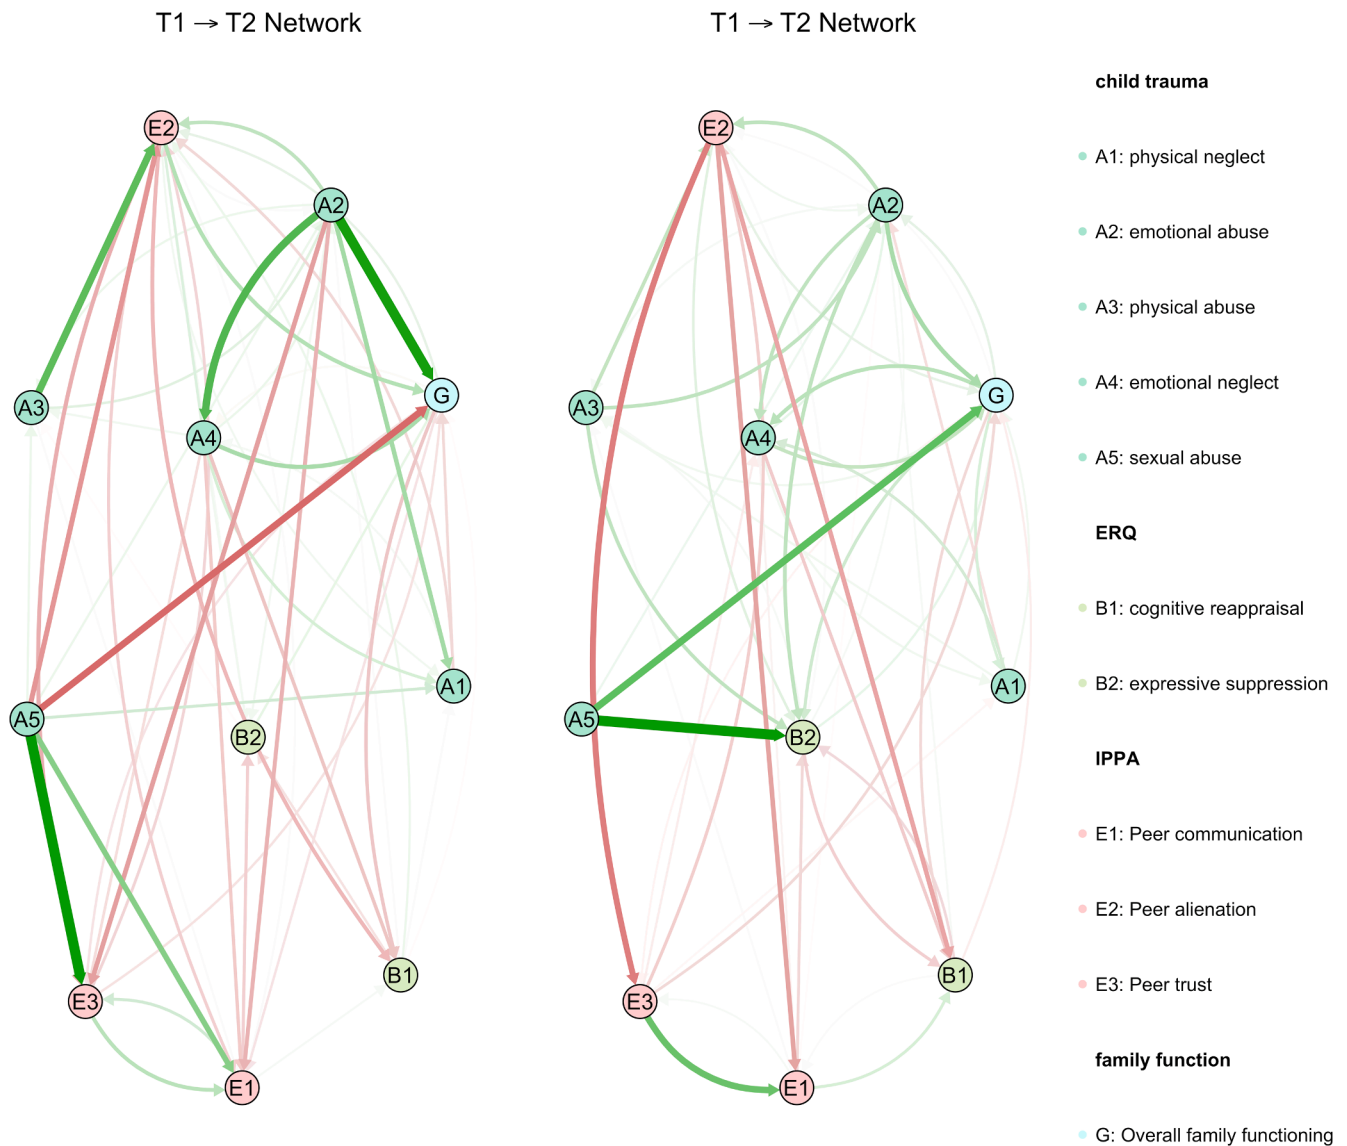 T1 → T2 Network
T1 → T2 Network
E2
A2
A3
G
A4
A1
A5
B2
B1
E3
E1
E2
A2
A3
G
A4
A1
A5
B2
B1
E3
E1
child trauma
A1: physical neglect
A2: emotional abuse
A3: physical abuse
A4: emotional neglect
A5: sexual abuse
ERQ
B1: cognitive reappraisal
B2: expressive suppression
IPPA
E1: Peer communication
E2: Peer alienation
E3: Peer trust
family function
G: Overall family functioning